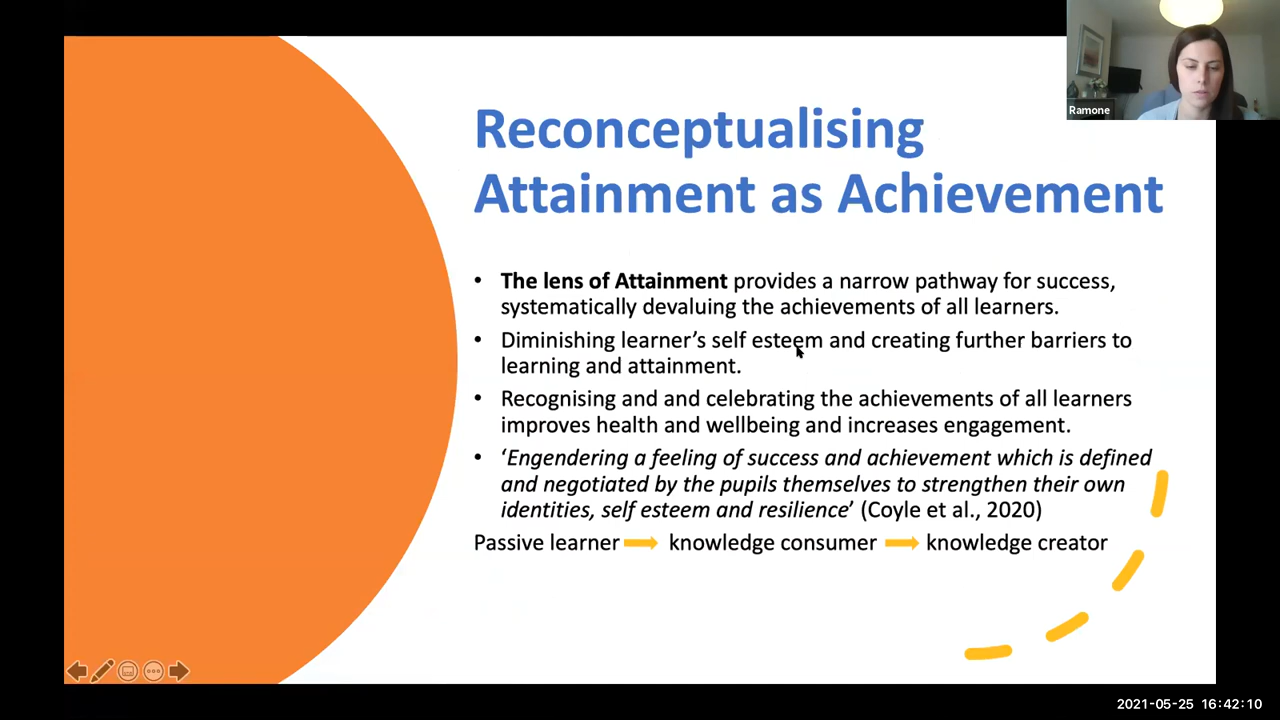 Ramone
Reconceptualising
Attainment as Achievement
• The lens of Attainment provides a narrow pathway for success,
systematically devaluing the achievements of all learners.
• Diminishing learner’s self esteem and creating further barriers to
learning and attainment.
• Recognising and and celebrating the achievements of all learners
improves health and wellbeing and increases engagement.
• ‘Engendering a feeling of success and achievement which is defined
and negotiated by the pupils themselves to strengthen their own
identities, self esteem and resilience’ (Coyle et al., 2020)
Passive learner knowledge consumer knowledge creator
2021-05-25 16:42:10